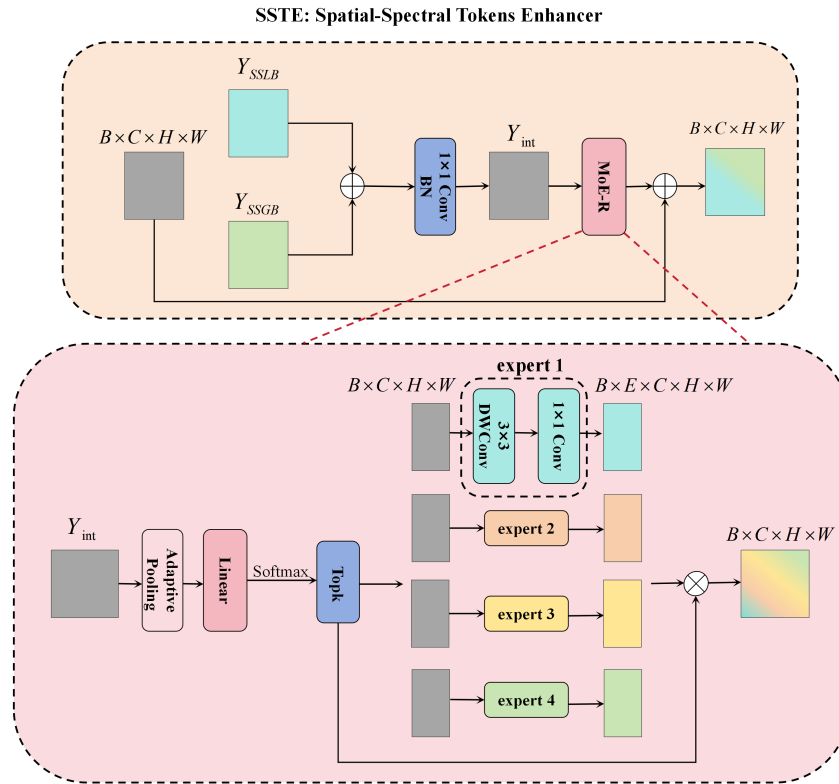 SSTE: Spatial-Spectral Tokens Enhancer
Y_SSLB
B×C×H×W
Y_SSGB
1×1 Conv
BN
Y_int
MoE-R
B×C×H×W
expert 1
B×C×H×W
3×3
DWConv
1×1 Conv
B×E×C×H×W
expert 2
expert 3
expert 4
Y_int
Adaptive
Pooling
Linear
Softmax
Topk
B×C×H×W